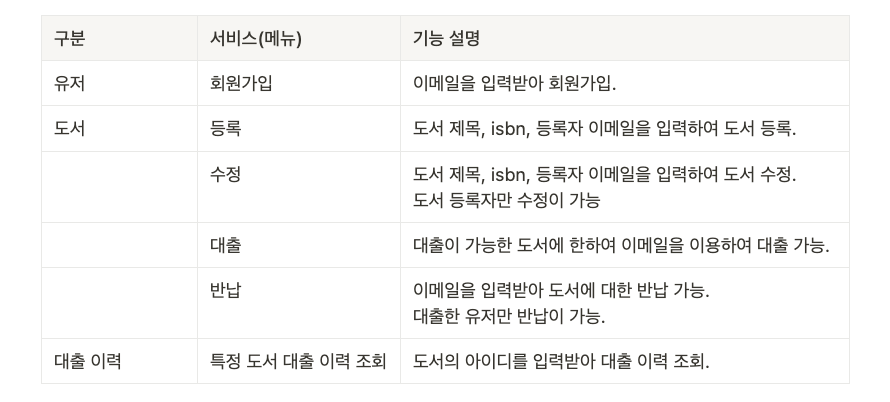 구분 서비스(메뉴) 기능 설명
유저 회원가입 이메일을 입력받아 회원가입.
도서 등록 도서 제목, isbn, 등록자 이메일을 입력하여 도서 등록.
수정 도서 제목, isbn, 등록자 이메일을 입력하여 도서 수정.
도서 등록자만 수정이 가능
대출 대출이 가능한 도서에 한하여 이메일을 이용하여 대출 가능.
반납 이메일을 입력받아 도서에 대한 반납 가능.
대출한 유저만 반납이 가능.
대출 이력 특정 도서 대출 이력 조회 도서의 아이디를 입력받아 대출 이력 조회.